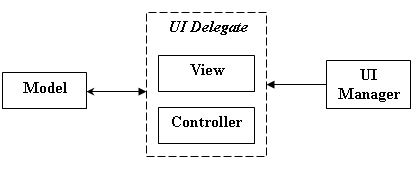 UI Delegate
View
Model
UI
Manager
Controller